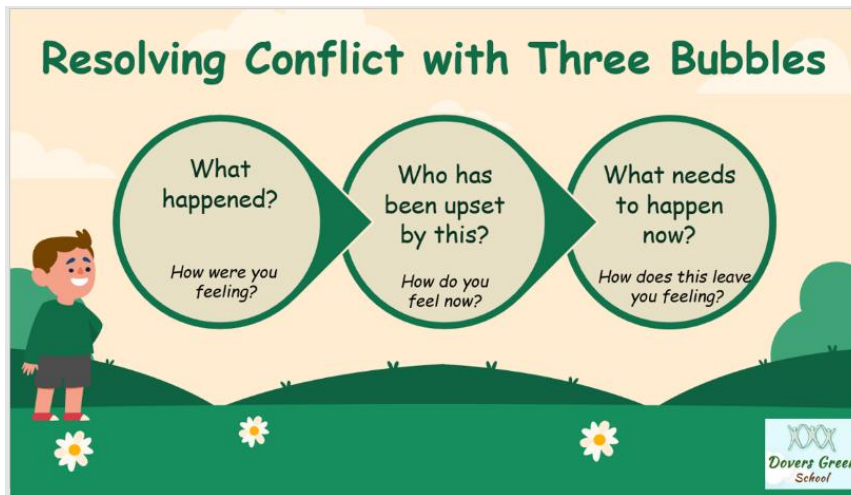 Resolving Conflict with Three Bubbles
What
happened?
How were you
feeling?
Who has
been upset
by this?
How do you
feel now?
What needs
to happen
now?
How does this leave
you feeling?
Dovers Green
School